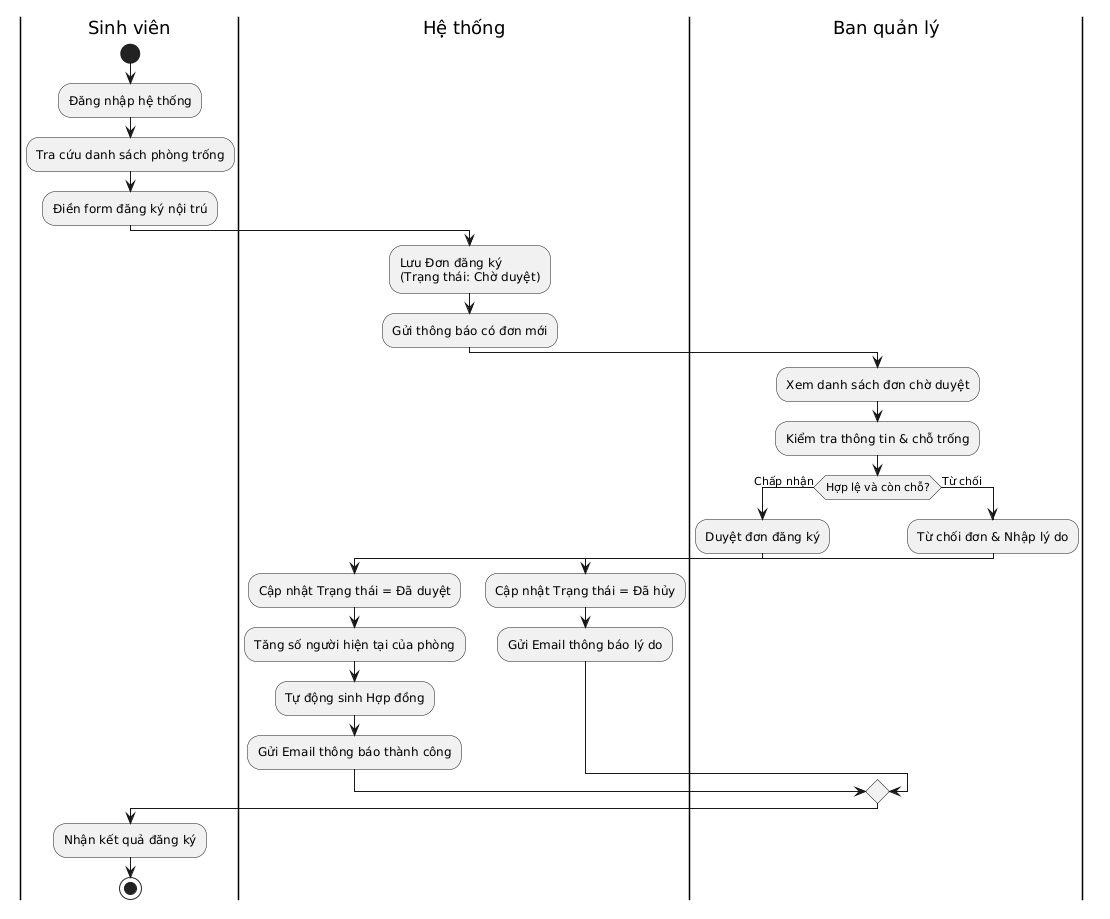 Sinh viên
Hệ thống
Ban quản lý
Đăng nhập hệ thống
Tra cứu danh sách phòng trống
Điền form đăng ký nội trú
Lưu Đơn đăng ký
(Trạng thái: Chờ duyệt)
Gửi thông báo có đơn mới
Xem danh sách đơn chờ duyệt
Kiểm tra thông tin & chỗ trống
Chấp nhận
Hợp lệ và còn chỗ?
Từ chối
Duyệt đơn đăng ký
Từ chối đơn & Nhập lý do
Cập nhật Trạng thái = Đã duyệt
Cập nhật Trạng thái = Đã hủy
Tăng số người hiện tại của phòng
Gửi Email thông báo lý do
Tự động sinh Hợp đồng
Gửi Email thông báo thành công
Nhận kết quả đăng ký